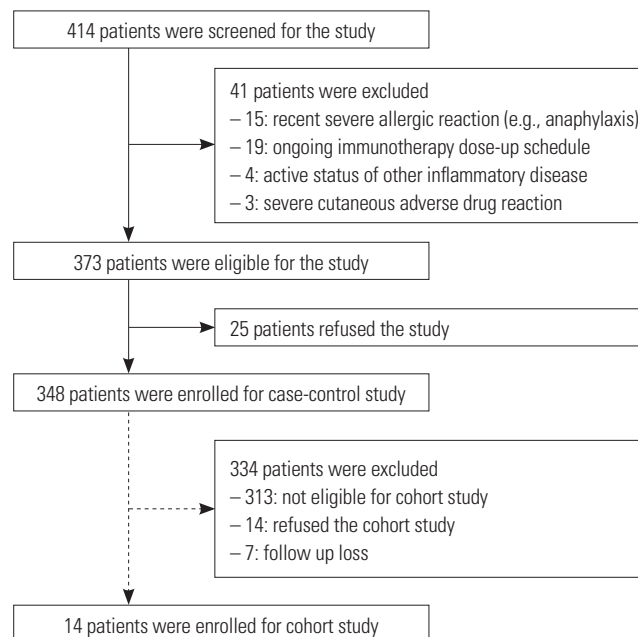 414 patients were screened for the study
41 patients were excluded
– 15: recent severe allergic reaction (e.g., anaphylaxis)
– 19: ongoing immunotherapy dose-up schedule
– 4: active status of other inflammatory disease
– 3: severe cutaneous adverse drug reaction
373 patients were eligible for the study
25 patients refused the study
348 patients were enrolled for case-control study
334 patients were excluded
– 313: not eligible for cohort study
– 14: refused the cohort study
– 7: follow up loss
14 patients were enrolled for cohort study